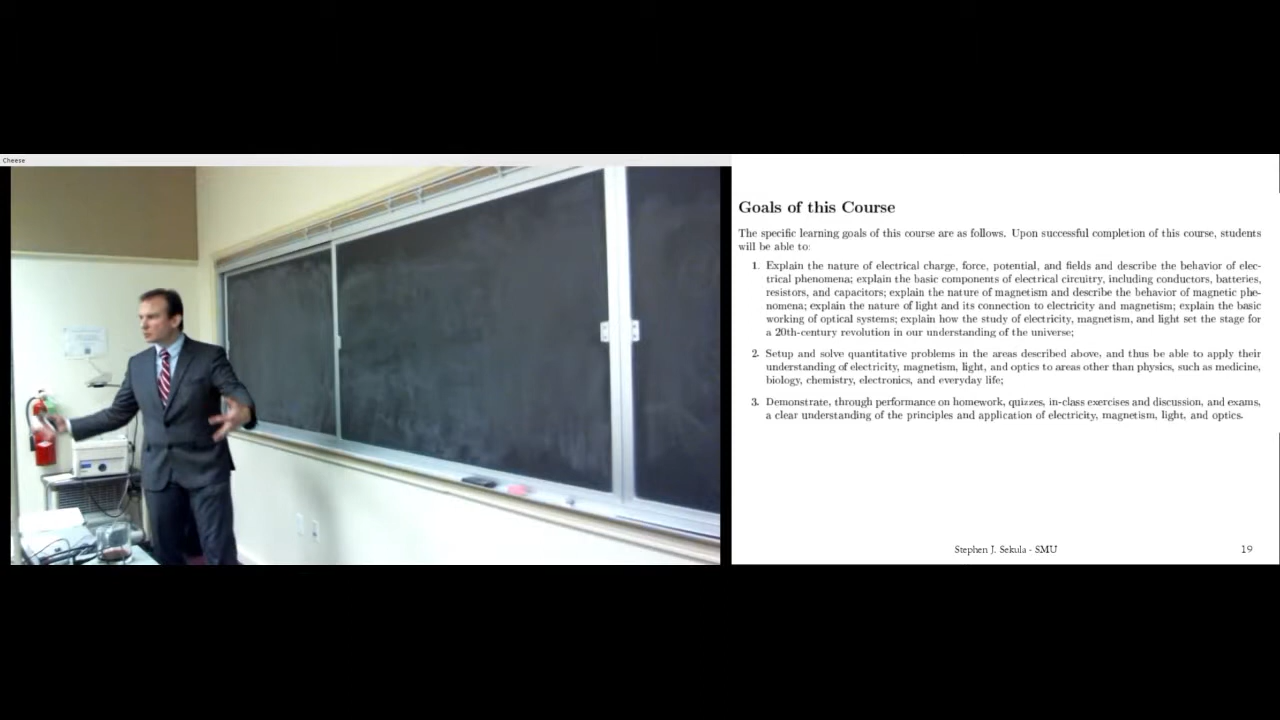 Cheese
Goals of this Course
The specific learning goals of this course are as follows. Upon successful completion of this course, students
will be able to:
1. Explain the nature of electrical charge, force, potential, and fields and describe the behavior of elec-
trical phenomena; explain the basic components of electrical circuitry, including conductors, batteries,
resistors, and capacitors; explain the nature of magnetism and describe the behavior of magnetic phe-
nomena; explain the nature of light and its connection to electricity and magnetism; explain the basic
working of optical systems; explain how the study of electricity, magnetism, and light set the stage for
a 20th-century revolution in our understanding of the universe;
2. Setup and solve quantitative problems in the areas described above, and thus be able to apply their
understanding of electricity, magnetism, light, and optics to areas other than physics, such as medicine,
biology, chemistry, electronics, and everyday life;
3. Demonstrate, through performance on homework, quizzes, in-class exercises and discussion, and exams,
a clear understanding of the principles and application of electricity, magnetism, light, and optics.
Stephen J. Sekula - SMU
19